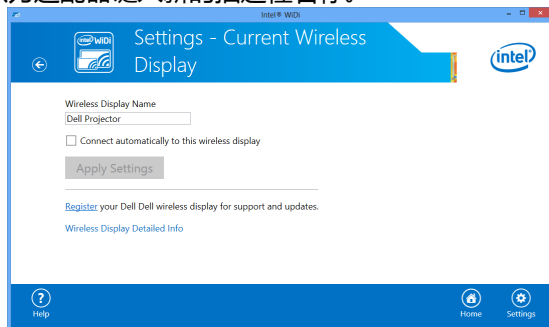 Intel® WiDi
intel WiDi
Settings - Current Wireless
Display
intel
Wireless Display Name
Dell Projector
Connect automatically to this wireless display
Apply Settings
Register your Dell Dell wireless display for support and updates.
Wireless Display Detailed Info
?
Help
Home
Settings